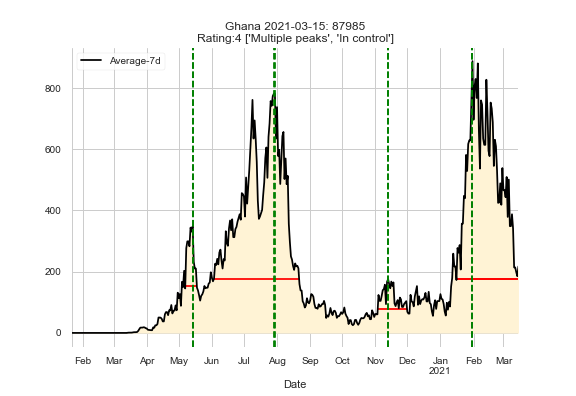 Ghana 2021-03-15: 87985
Rating:4 ['Multiple peaks', 'In control']
Average-7d
800
600
400
200
0
Feb Mar Apr May Jun Jul Aug Sep Oct Nov Dec Jan Feb Mar
2021
Date